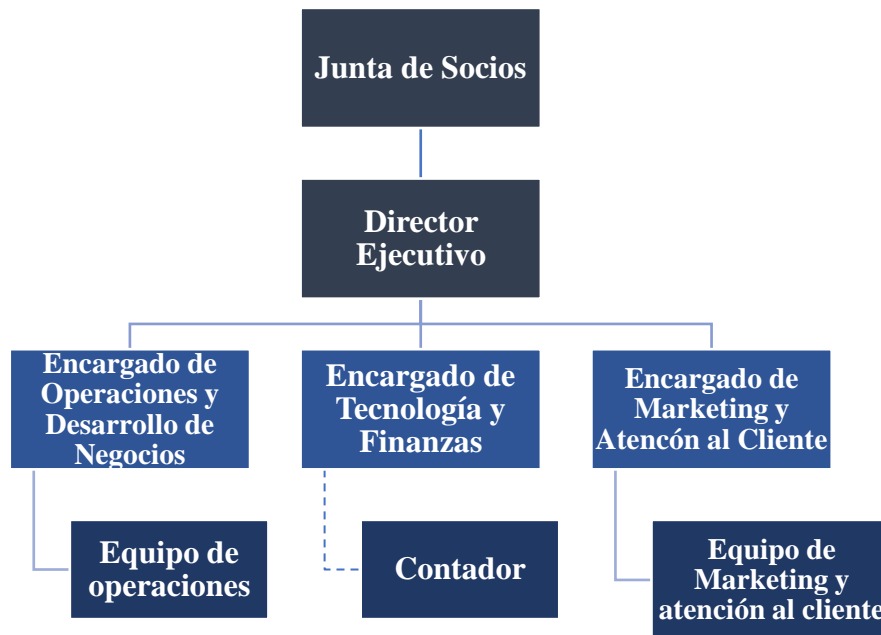 Junta de Socios
Director
Ejecutivo
Encargado de
Operaciones y
Desarrollo de
Negocios
Encargado de
Tecnología y
Finanzas
Encargado de
Marketing y
Atencón al Cliente
Equipo de
operaciones
Contador
Equipo de
Marketing y
atención al cliente